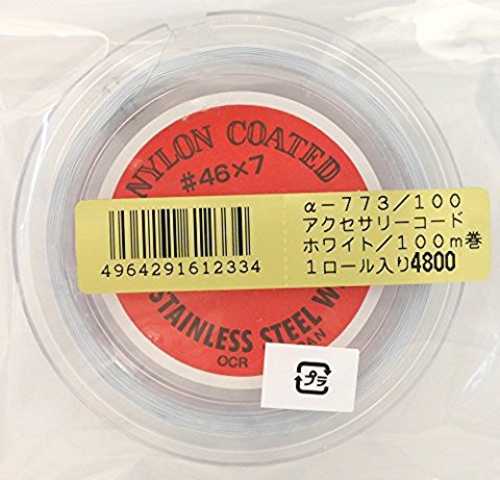 NYLON COATED
#46×7
α-773/100
アクセサリーコード
ホワイト/100m巻
1ロール入り4800
4964291612334
STAINLESS STEEL
OCR
プラ